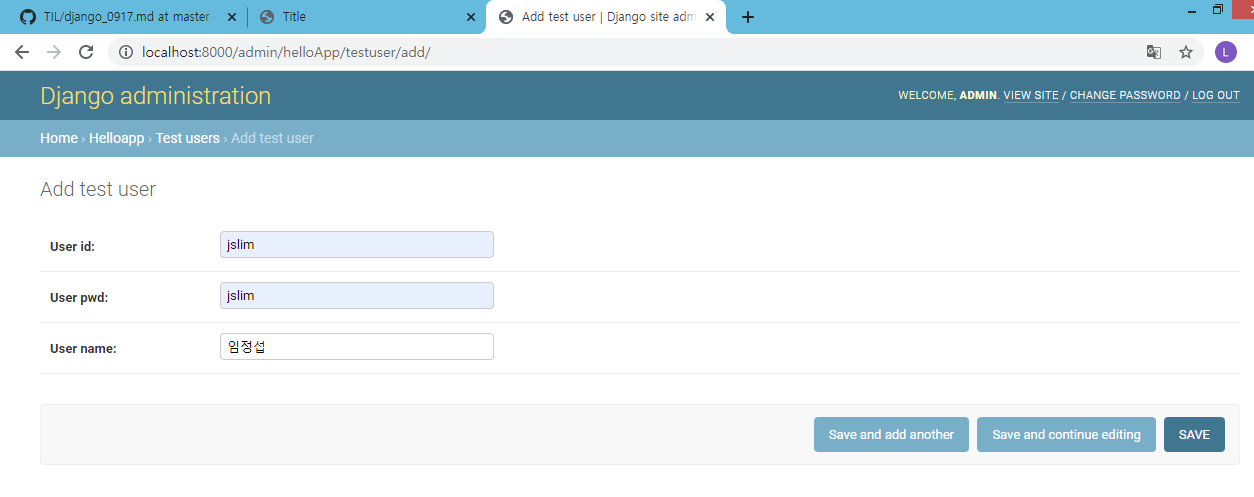 TIL/django_0917.md at master
Title
Add test user | Django site adm
localhost:8000/admin/helloApp/testuser/add/
L
Django administration
WELCOME, ADMIN. VIEW SITE / CHANGE PASSWORD / LOG OUT
Home › Helloapp › Test users › Add test user
Add test user
User id: jslim
User pwd: jslim
User name: 임정섭
Save and add another
Save and continue editing
SAVE